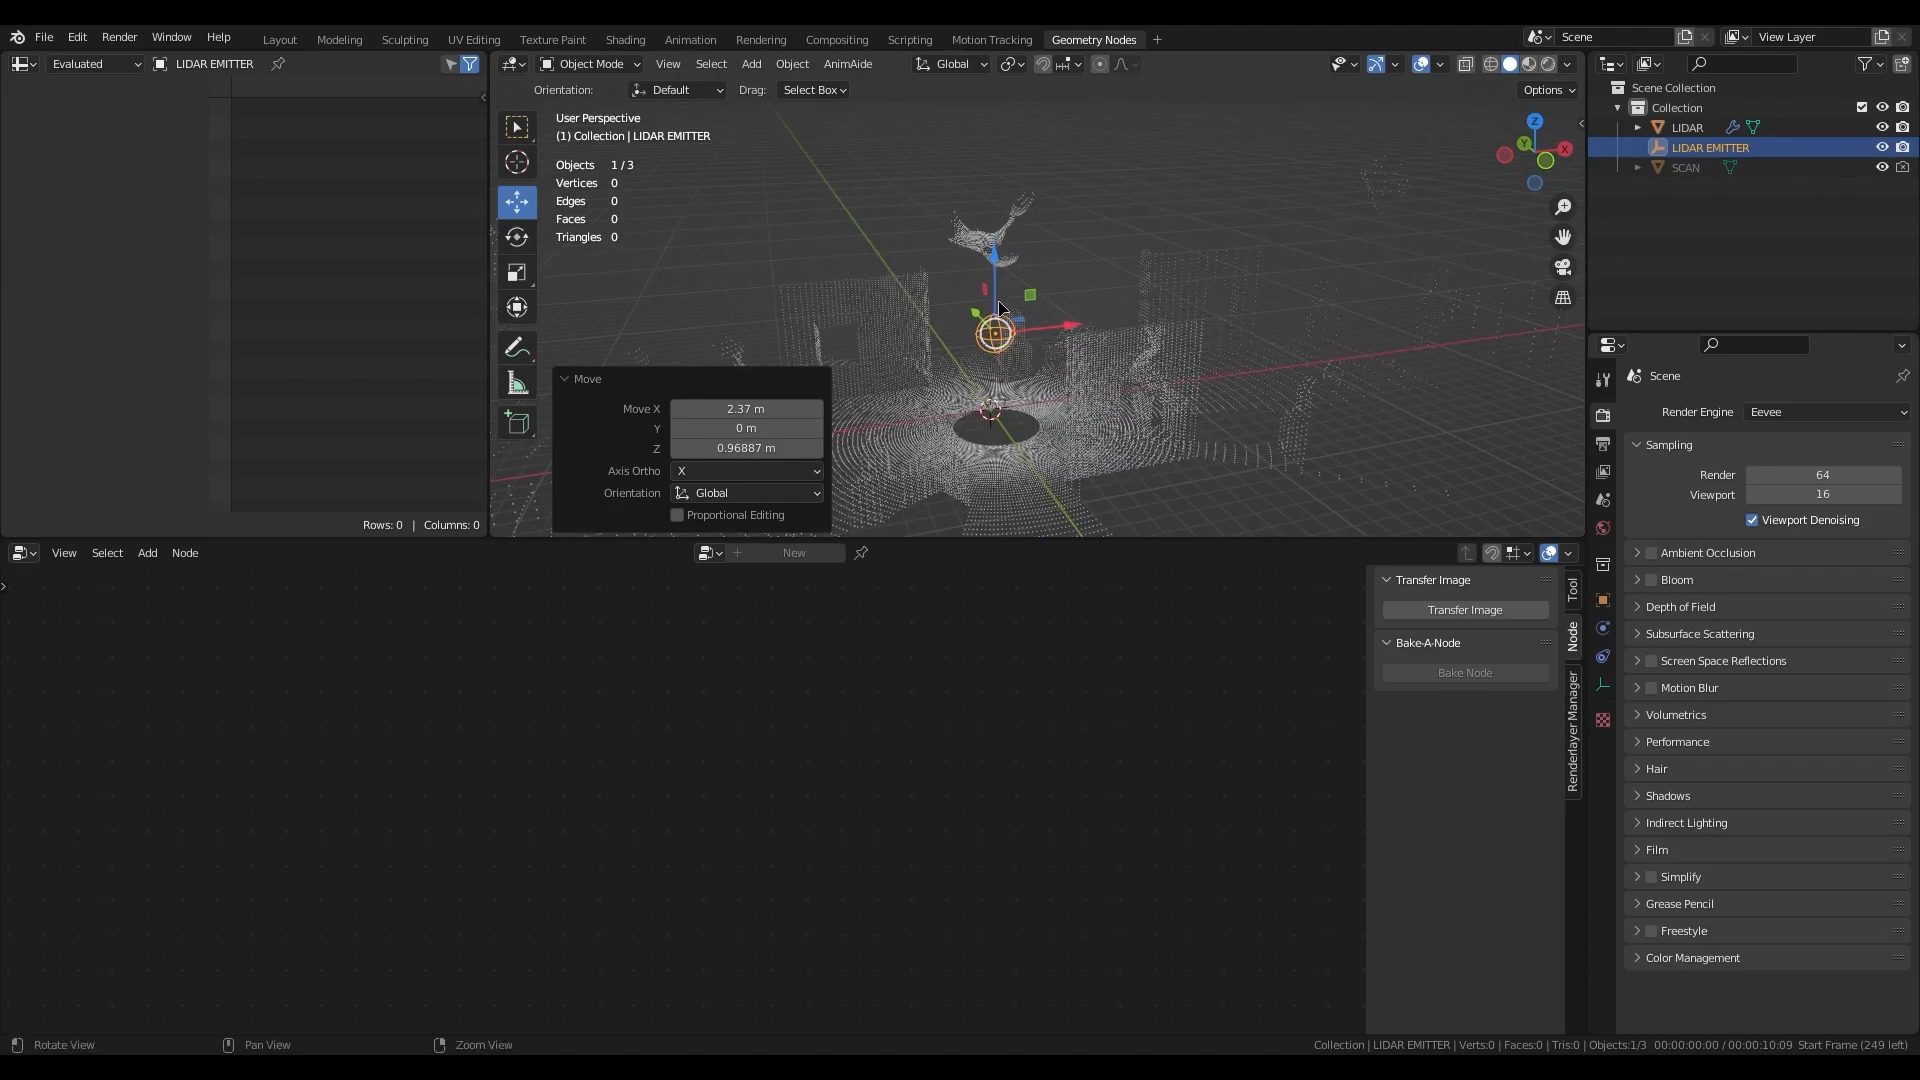 File Edit Render Window Help
Layout Modeling Sculpting UV Editing Texture Paint Shading Animation Rendering Compositing Scripting Motion Tracking Geometry Nodes
Scene
View Layer
Evaluated
LIDAR EMITTER
Object Mode View Select Add Object AnimAide
Global
Orientation: Default Drag: Select Box
Options
User Perspective
(1) Collection | LIDAR EMITTER
Objects 1 / 3
Vertices 0
Edges 0
Faces 0
Triangles 0
Z
Y
X
Scene Collection
Collection
LIDAR
LIDAR EMITTER
SCAN
Move
Move X 2.37 m
Y 0 m
Z 0.96887 m
Axis Ortho X
Orientation Global
Proportional Editing
Rows: 0 | Columns: 0
Scene
Render Engine Eevee
Sampling
Render 64
Viewport 16
Viewport Denoising
Ambient Occlusion
Bloom
Depth of Field
Subsurface Scattering
Screen Space Reflections
Motion Blur
Volumetrics
Performance
Hair
Shadows
Indirect Lighting
Film
Simplify
Grease Pencil
Freestyle
Color Management
View Select Add Node
New
Transfer Image
Transfer Image
Bake-A-Node
Bake Node
Tool
Node
Renderlayer Manager
Rotate View
Pan View
Zoom View
Collection | LIDAR EMITTER | Verts:0 | Faces:0 | Tris:0 | Objects:1/3 00:00:00:00 / 00:00:10:09 Start Frame (249 left)